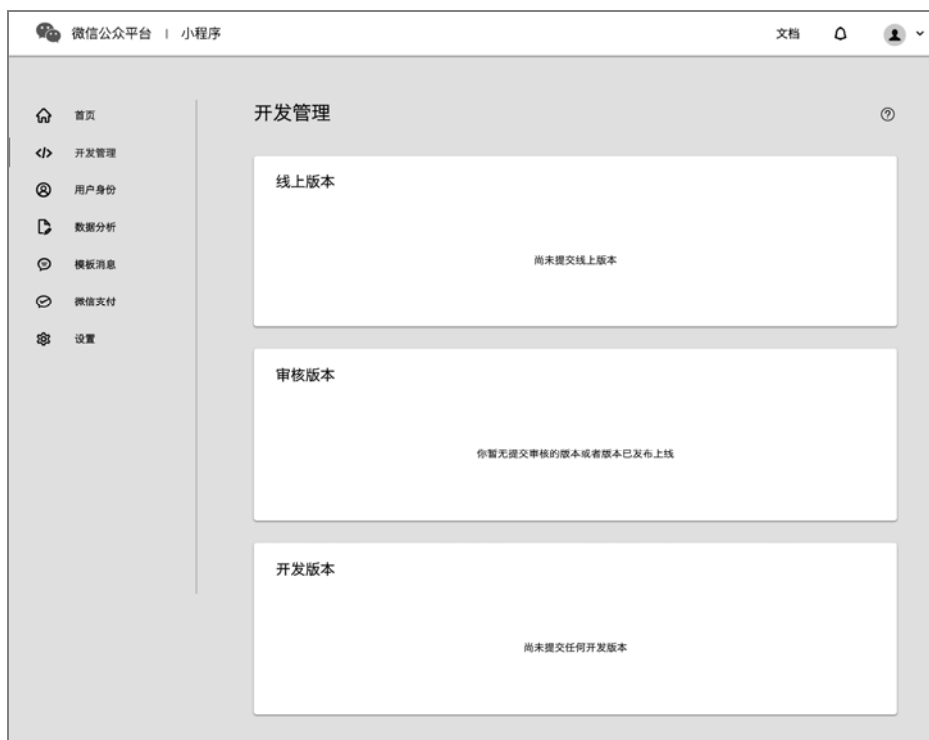 微信公众平台 | 小程序
文档
首页
开发管理
用户身份
数据分析
模板消息
微信支付
设置
开发管理
线上版本
尚未提交线上版本
审核版本
你暂无提交审核的版本或者版本已发布上线
开发版本
尚未提交任何开发版本